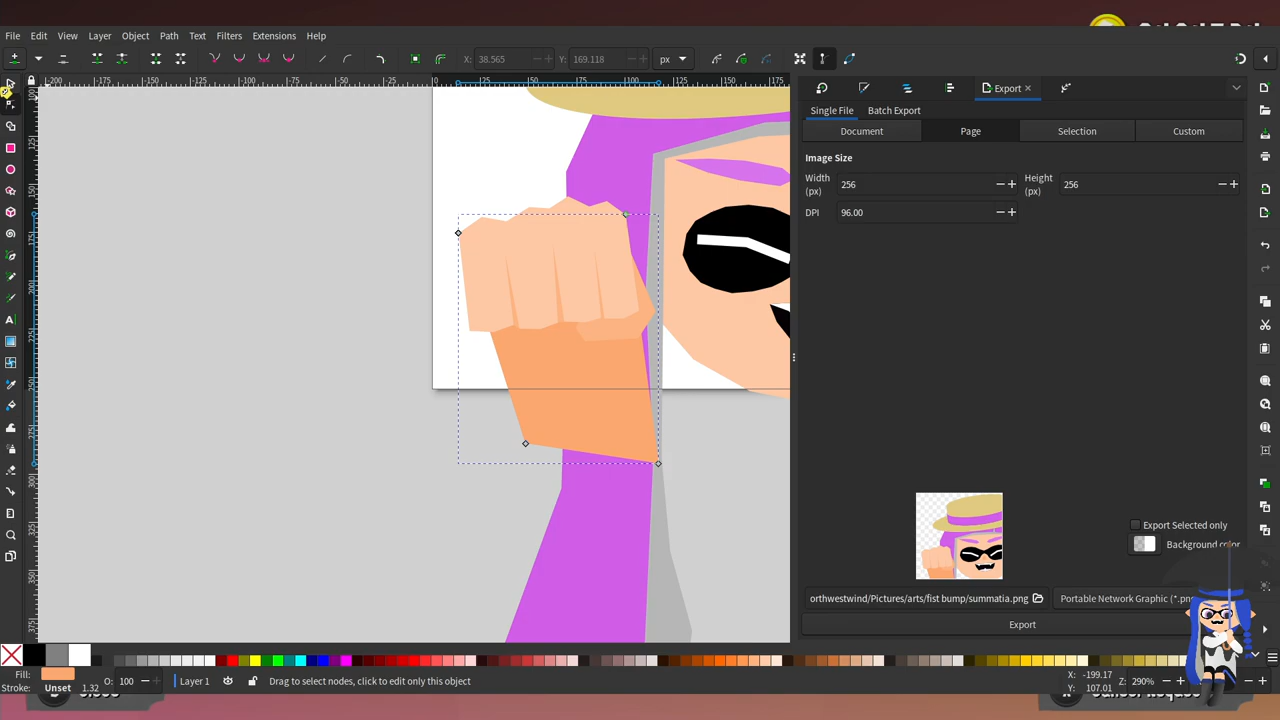 File Edit View Layer Object Path Text Filters Extensions Help
X: 38.565 Y: 169.118 px
Export
Single File Batch Export
Document Page Selection Custom
Image Size
Width (px) 256 Height (px) 256
DPI 96.00
Export Selected only
Background color
orthwestwind/Pictures/arts/fist bump/summatia.png Portable Network Graphic (*.png
Export
Fill:
Stroke: Unset 1.32 O: 100 Layer 1 Drag to select nodes, click to edit only this object X: -199.17 Y: 107.01 Z: 290%